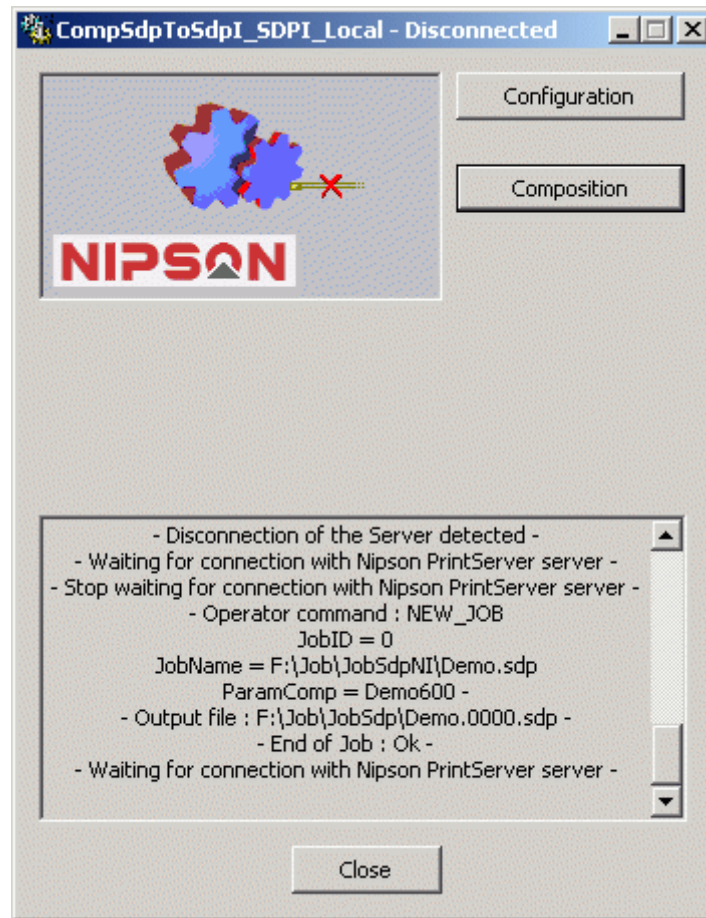 CompSdpToSdpI_SDPI_Local - Disconnected
Configuration
Composition
NIPSON
- Disconnection of the Server detected -
- Waiting for connection with Nipson PrintServer server -
- Stop waiting for connection with Nipson PrintServer server -
- Operator command : NEW_JOB
JobID = 0
JobName = F:\Job\JobSdpNI\Demo.sdp
ParamComp = Demo600 -
- Output file : F:\Job\JobSdp\Demo.0000.sdp -
- End of Job : Ok -
- Waiting for connection with Nipson PrintServer server -
Close